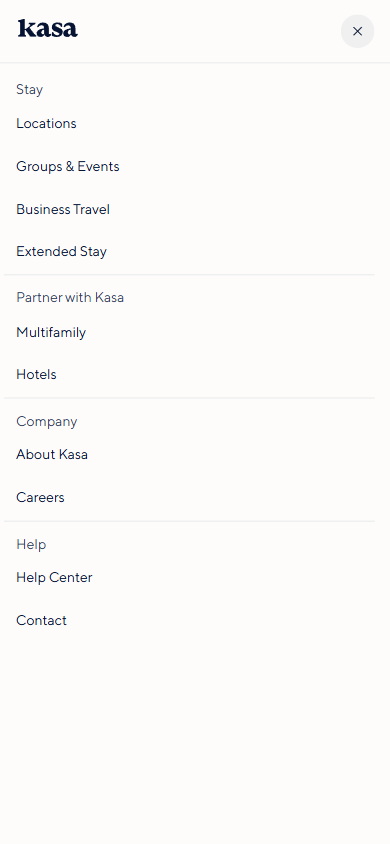 kasa
Stay
Locations
Groups & Events
Business Travel
Extended Stay
Partner with Kasa
Multifamily
Hotels
Company
About Kasa
Careers
Help
Help Center
Contact